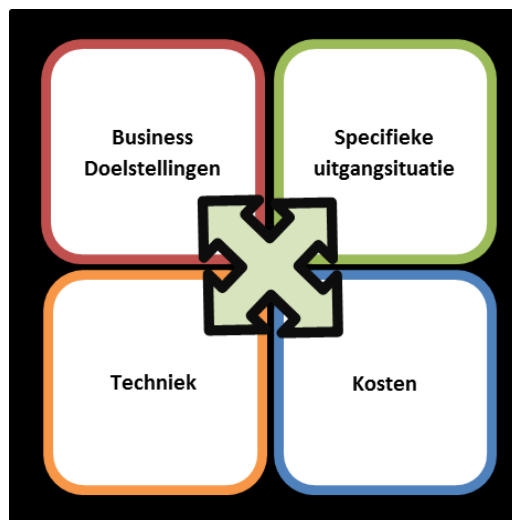 Business
Doelstellingen
Specifieke
uitgangsituatie
Techniek
Kosten